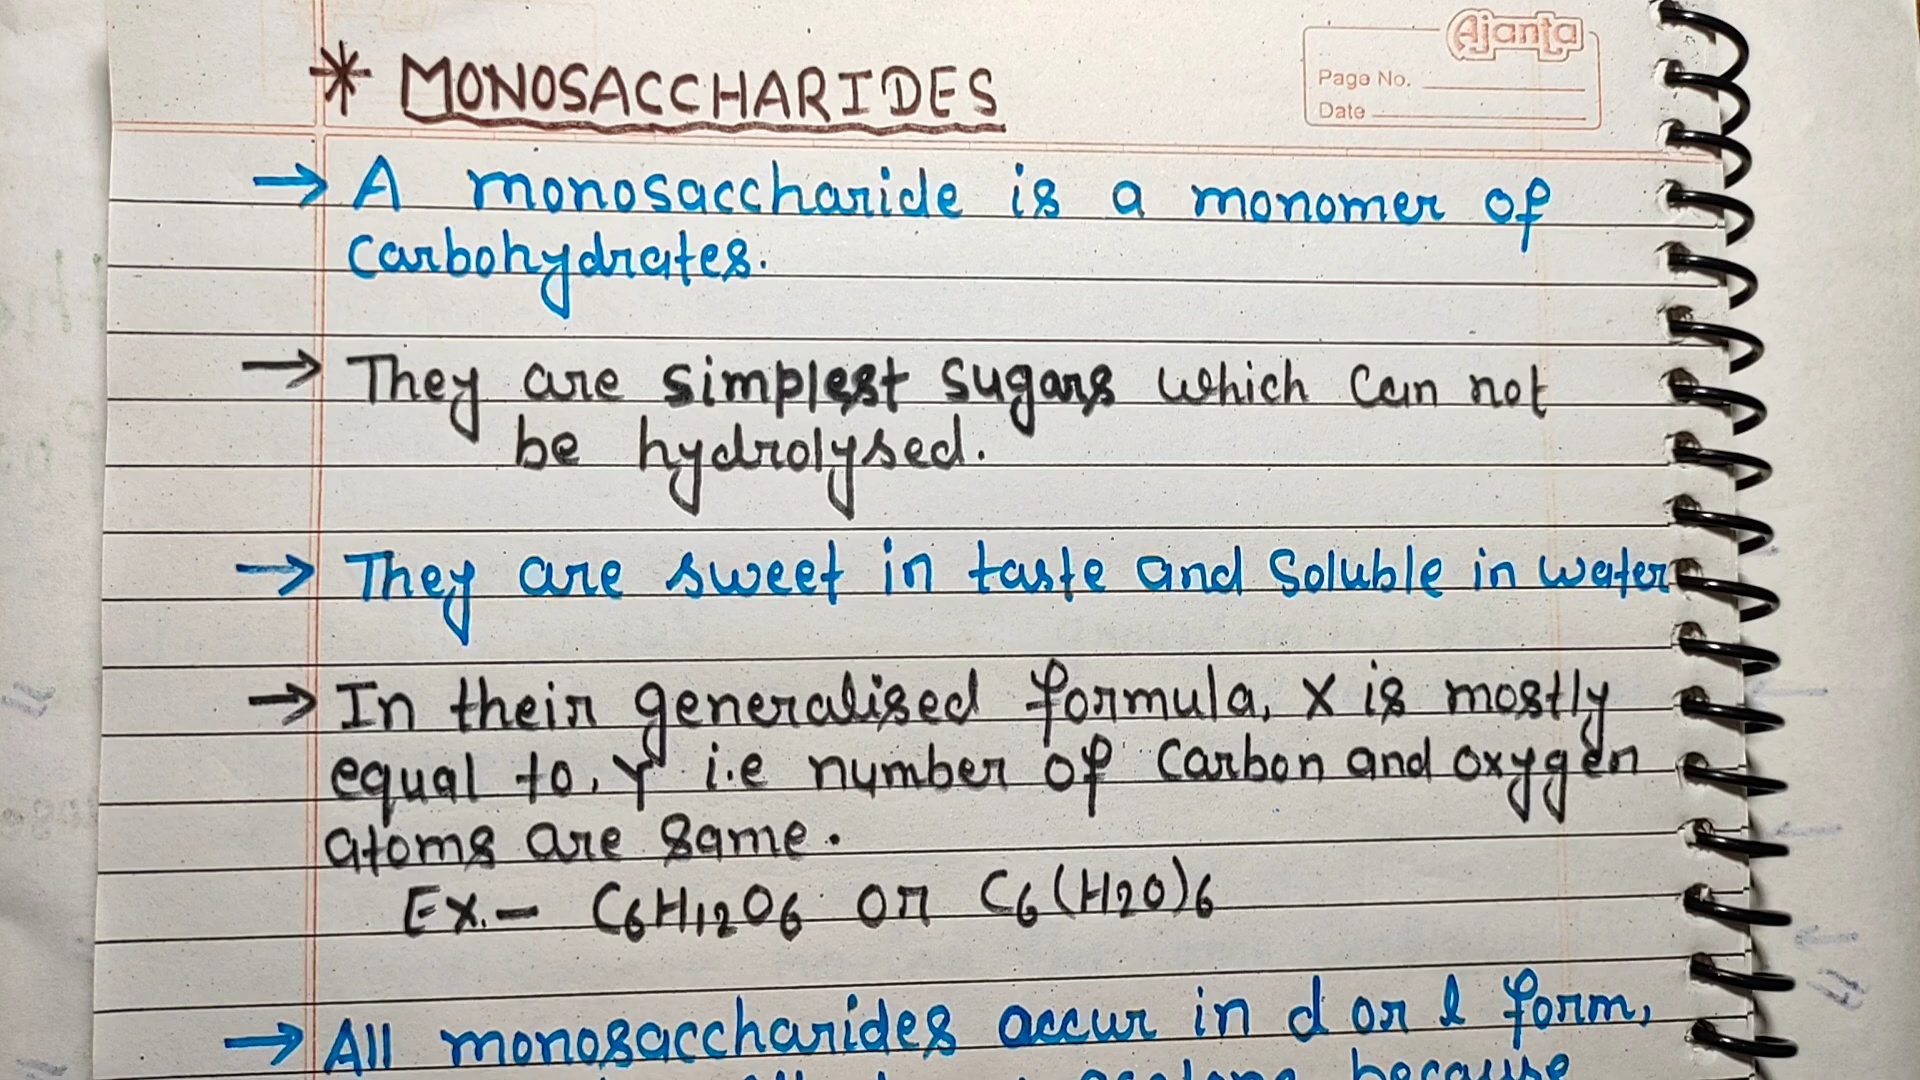 Ajanta
Page No.
Date
* MONOSACCHARIDES
→ A monosaccharide is a monomer of
carbohydrates.
→ They are simplest sugars which can not
be hydrolysed.
→ They are sweet in taste and soluble in water
→ In their generalised formula, X is mostly
equal to, Y i.e number of carbon and oxygen
atoms are same.
Ex.- C6H12O6 or C6(H2O)6
→ All monosaccharides occur in d or l form,
because